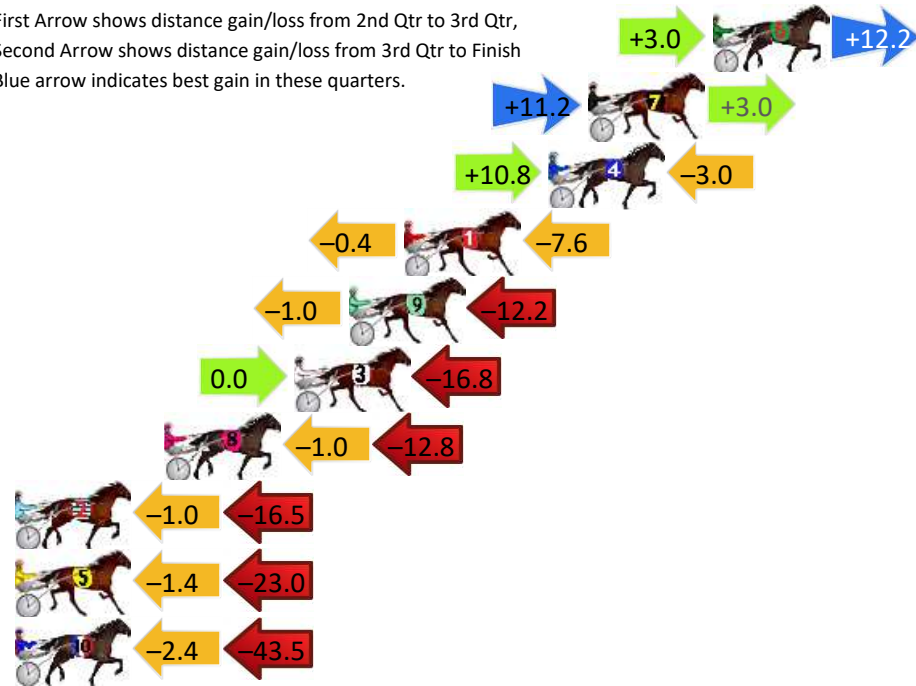 First Arrow shows distance gain/loss from 2nd Qtr to 3rd Qtr,
Second Arrow shows distance gain/loss from 3rd Qtr to Finish
Blue arrow indicates best gain in these quarters.
+3.0 6 +12.2
+11.2 7 +3.0
+10.8 4 –3.0
–0.4 1 –7.6
–1.0 9 –12.2
0.0 3 –16.8
8 –1.0 –12.8
2 –1.0 –16.5
5 –1.4 –23.0
10 –2.4 –43.5